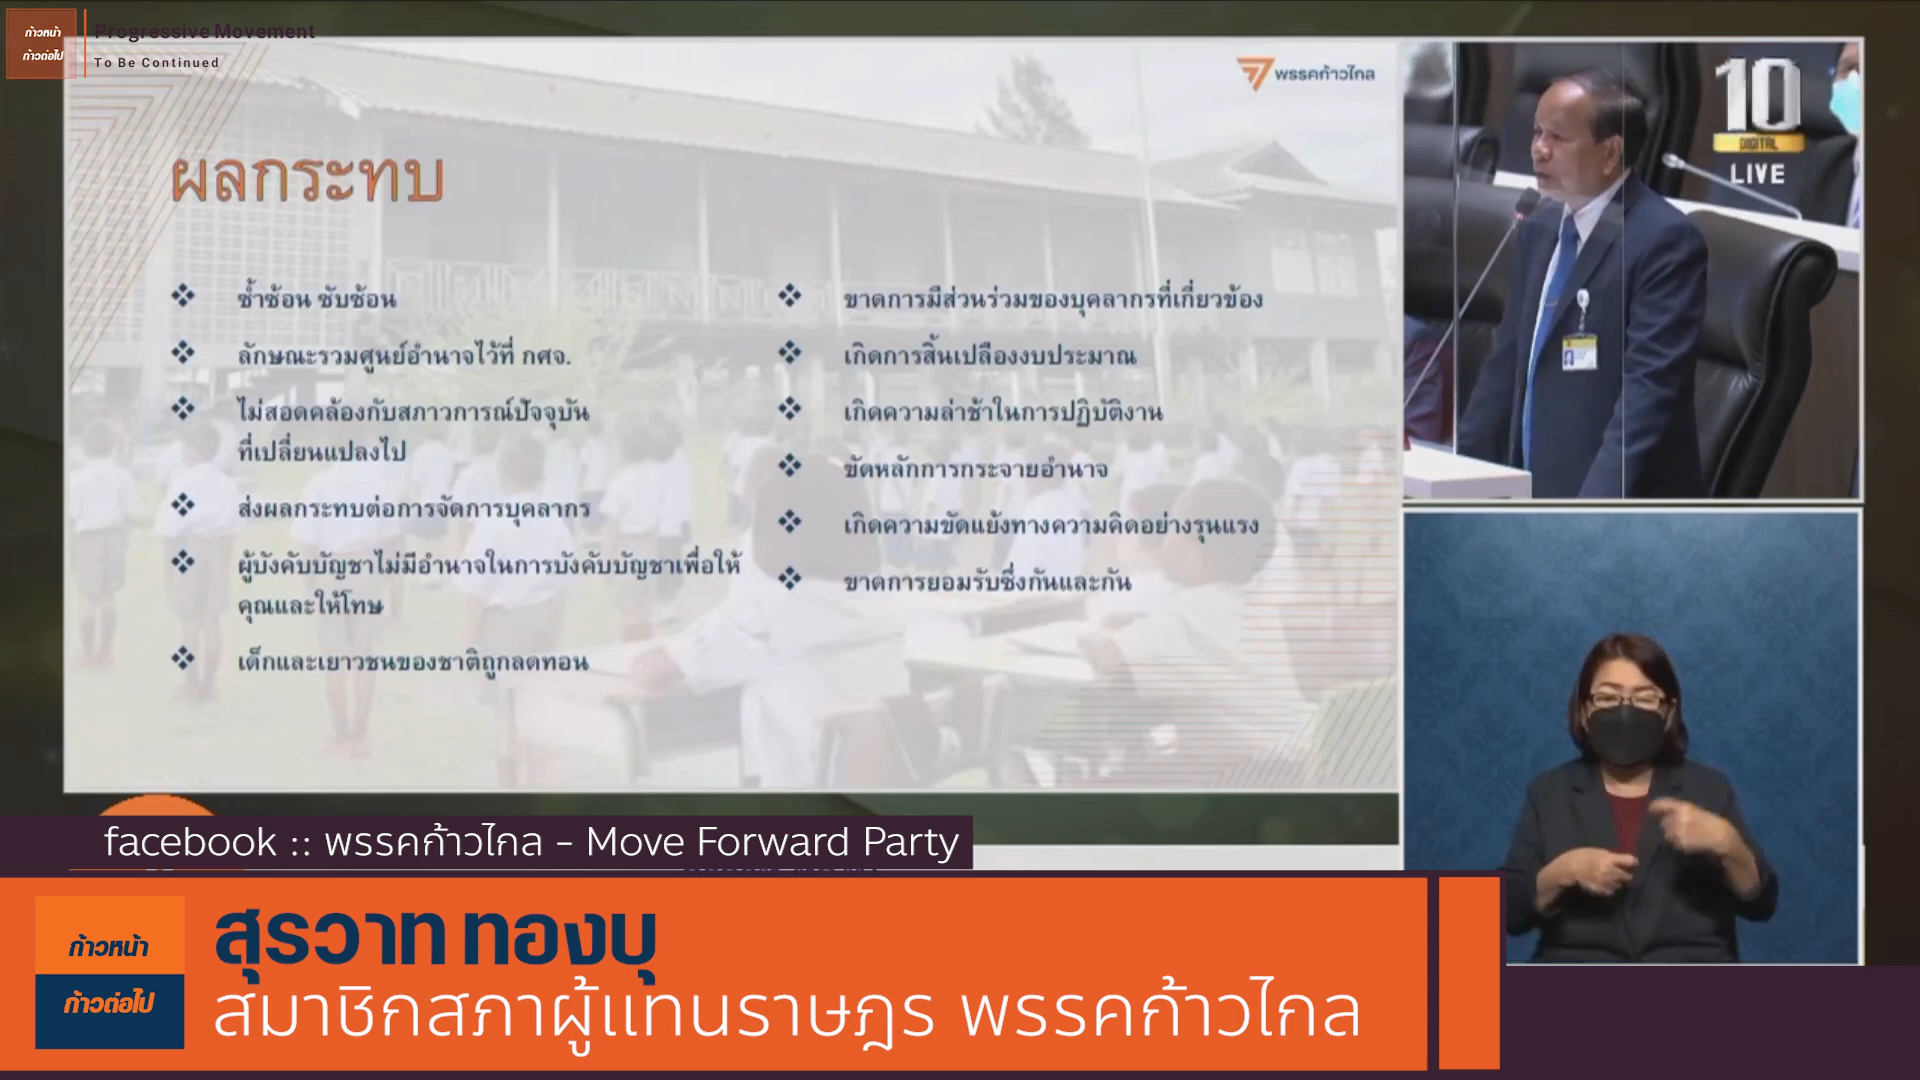 ก้าวหน้า
ก้าวต่อไป
Progressive Movement
To Be Continued
พรรคก้าวไกล
ผลกระทบ
ซ้ำซ้อน ซับซ้อน
ลักษณะรวมศูนย์อำนาจไว้ที่ กศจ.
ไม่สอดคล้องกับสภาวการณ์ปัจจุบัน
ที่เปลี่ยนแปลงไป
ส่งผลกระทบต่อการจัดการบุคลากร
ผู้บังคับบัญชาไม่มีอำนาจในการบังคับบัญชาเพื่อให้
คุณและให้โทษ
เด็กและเยาวชนของชาติถูกลดทอน
ขาดการมีส่วนร่วมของบุคลากรที่เกี่ยวข้อง
เกิดการสิ้นเปลืองงบประมาณ
เกิดความล่าช้าในการปฏิบัติงาน
ขัดหลักการกระจายอำนาจ
เกิดความขัดแย้งทางความคิดอย่างรุนแรง
ขาดการยอมรับซึ่งกันและกัน
10
DIGITAL
LIVE
facebook :: พรรคก้าวไกล - Move Forward Party
ก้าวหน้า
ก้าวต่อไป
สุรวาท ทองบุ
สมาชิกสภาผู้แทนราษฎร พรรคก้าวไกล